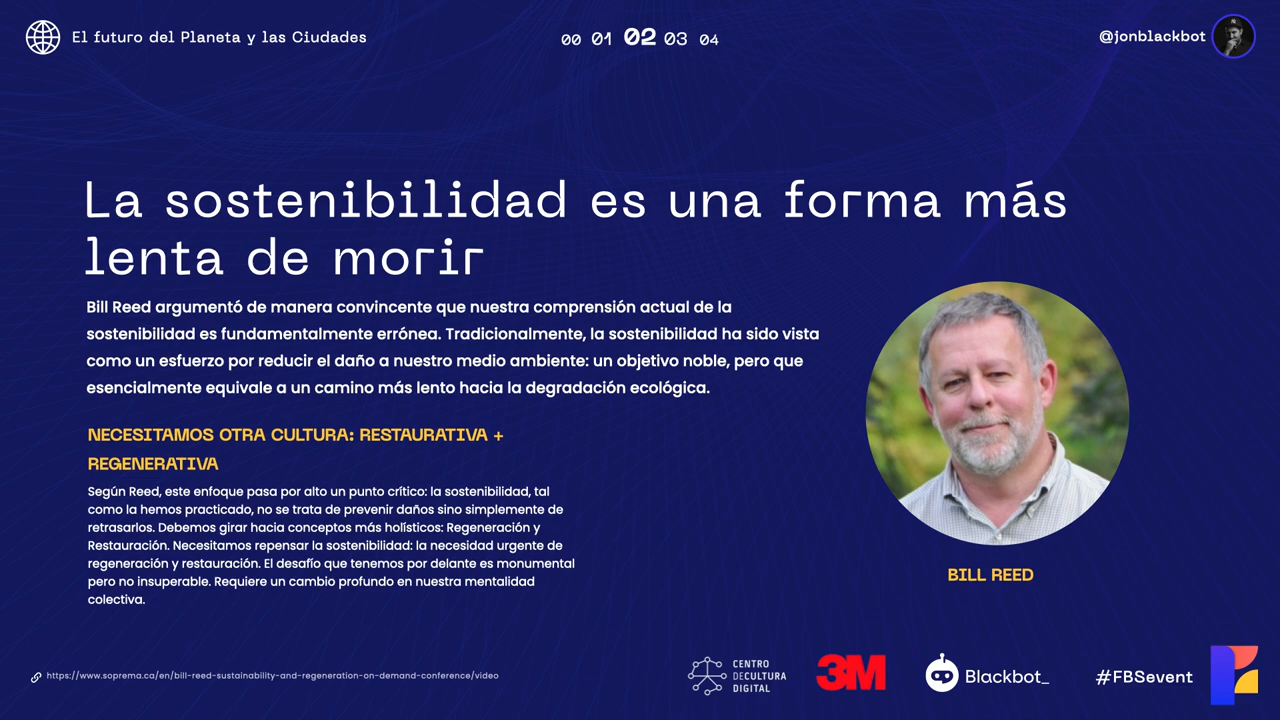 El futuro del Planeta y las Ciudades
00 01 02 03 04
@jonblackbot
La sostenibilidad es una forma más
lenta de morir
Bill Reed argumentó de manera convincente que nuestra comprensión actual de la
sostenibilidad es fundamentalmente errónea. Tradicionalmente, la sostenibilidad ha sido vista
como un esfuerzo por reducir el daño a nuestro medio ambiente: un objetivo noble, pero que
esencialmente equivale a un camino más lento hacia la degradación ecológica.
NECESITAMOS OTRA CULTURA: RESTAURATIVA +
REGENERATIVA
Según Reed, este enfoque pasa por alto un punto crítico: la sostenibilidad, tal
como la hemos practicado, no se trata de prevenir daños sino simplemente de
retrasarlos. Debemos girar hacia conceptos más holísticos: Regeneración y
Restauración. Necesitamos repensar la sostenibilidad: la necesidad urgente de
regeneración y restauración. El desafío que tenemos por delante es monumental
pero no insuperable. Requiere un cambio profundo en nuestra mentalidad
colectiva.
BILL REED
https://www.soprema.ca/en/bill-reed-sustainability-and-regeneration-on-demand-conference/video
CENTRO
DECULTURA
DIGITAL
3M
Blackbot_
#FBSevent